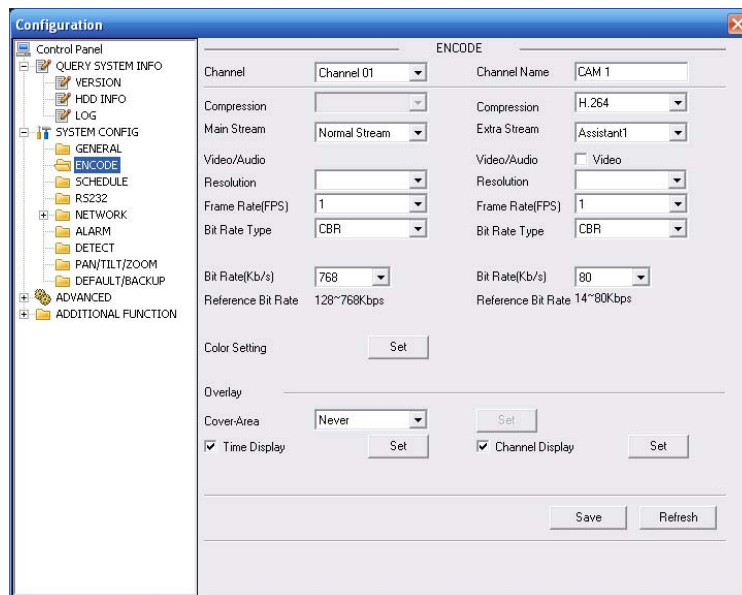 Configuration
Control Panel
QUERY SYSTEM INFO
VERSION
HDD INFO
LOG
SYSTEM CONFIG
GENERAL
ENCODE
SCHEDULE
RS232
NETWORK
ALARM
DETECT
PAN/TILT/ZOOM
DEFAULT/BACKUP
ADVANCED
ADDITIONAL FUNCTION
ENCODE
Channel Channel 01 Channel Name CAM 1
Compression Compression H.264
Main Stream Normal Stream Extra Stream Assistant1
Video/Audio Video/Audio Video
Resolution Resolution
Frame Rate(FPS) 1 Frame Rate(FPS) 1
Bit Rate Type CBR Bit Rate Type CBR
Bit Rate(Kb/s) 768 Bit Rate(Kb/s) 80
Reference Bit Rate 128~768Kbps Reference Bit Rate 14~80Kbps
Color Setting Set
Overlay
Cover-Area Never Set
Time Display Set Channel Display Set
Save Refresh